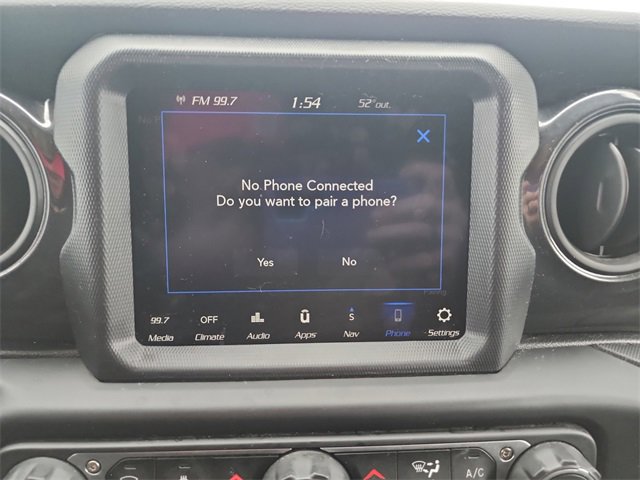 FM 99.7 1:54 52° out.
No Phone Connected
Do you want to pair a phone?
Yes No
99.7 OFF S
Media Climate Audio Apps Nav Phone Settings
A/C